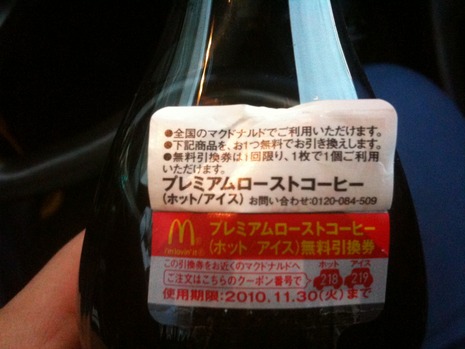 ●全国のマクドナルドでご利用いただけます。
●下記商品を、お1つ無料でお引き換えします。
●無料引換券は1回限り、1枚で1個ご利用
いただけます。
プレミアムローストコーヒー
(ホット/アイス) お問い合わせ:0120-084-509
プレミアムローストコーヒー
(ホット/アイス)無料引換券
i'm lovin' it
この引換券をお近くのマクドナルドへ
ホット アイス
ご注文はこちらのクーポン番号で 218 219
使用期限:2010.11.30(火)まで